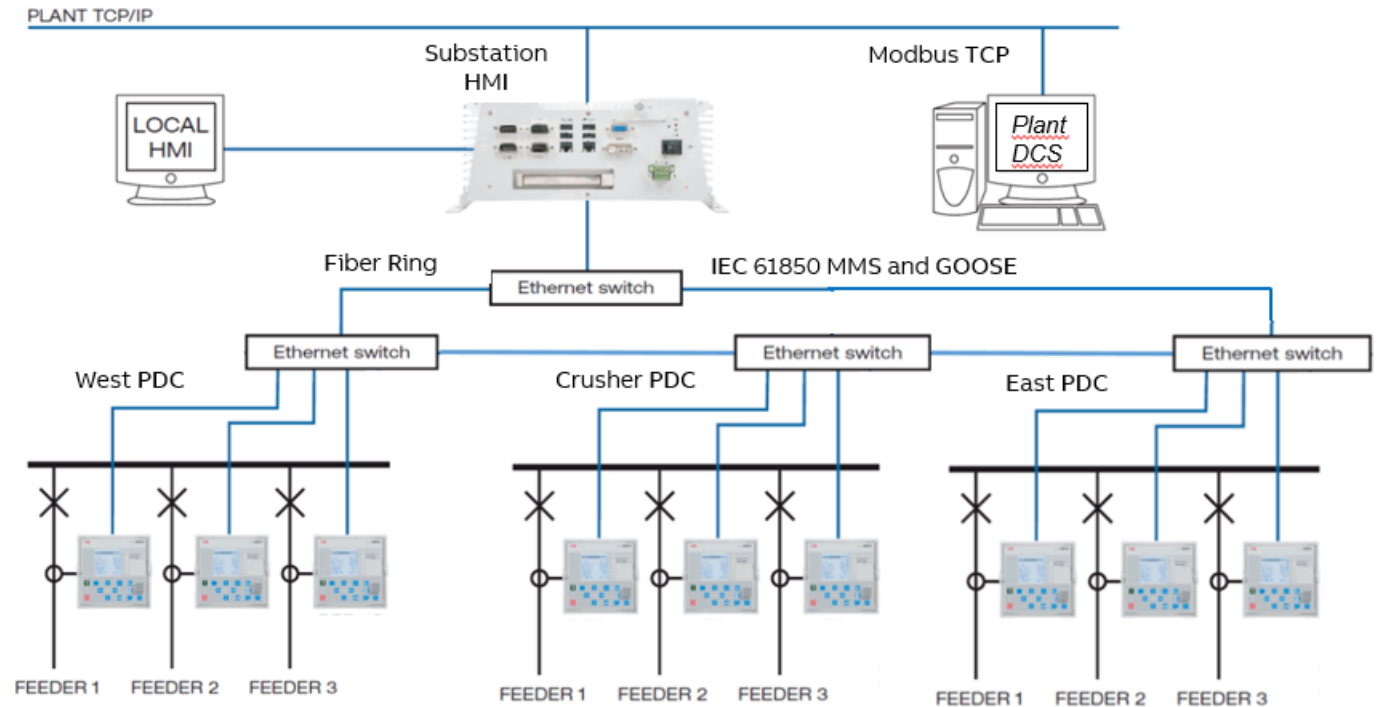 PLANT TCP/IP
Substation
HMI
Modbus TCP
LOCAL
HMI
Plant
DCS
Fiber Ring
IEC 61850 MMS and GOOSE
Ethernet switch
Ethernet switch
Ethernet switch
Ethernet switch
West PDC
Crusher PDC
East PDC
FEEDER 1
FEEDER 2
FEEDER 3
FEEDER 1
FEEDER 2
FEEDER 3
FEEDER 1
FEEDER 2
FEEDER 3